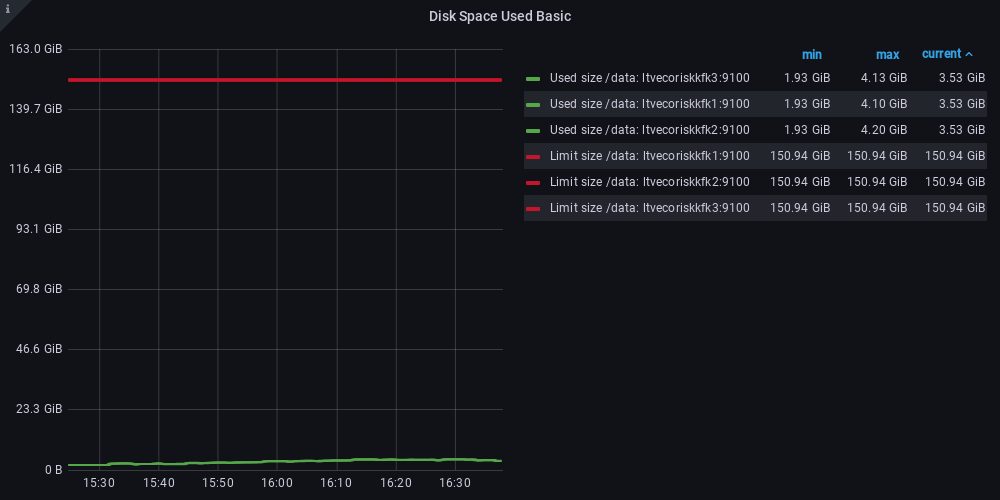 i
Disk Space Used Basic
163.0 GiB
139.7 GiB
116.4 GiB
93.1 GiB
69.8 GiB
46.6 GiB
23.3 GiB
0 B
15:30 15:40 15:50 16:00 16:10 16:20 16:30
min max current
Used size /data: ltvecoriskkfk3:9100 1.93 GiB 4.13 GiB 3.53 GiB
Used size /data: ltvecoriskkfk1:9100 1.93 GiB 4.10 GiB 3.53 GiB
Used size /data: ltvecoriskkfk2:9100 1.93 GiB 4.20 GiB 3.53 GiB
Limit size /data: ltvecoriskkfk1:9100 150.94 GiB 150.94 GiB 150.94 GiB
Limit size /data: ltvecoriskkfk2:9100 150.94 GiB 150.94 GiB 150.94 GiB
Limit size /data: ltvecoriskkfk3:9100 150.94 GiB 150.94 GiB 150.94 GiB